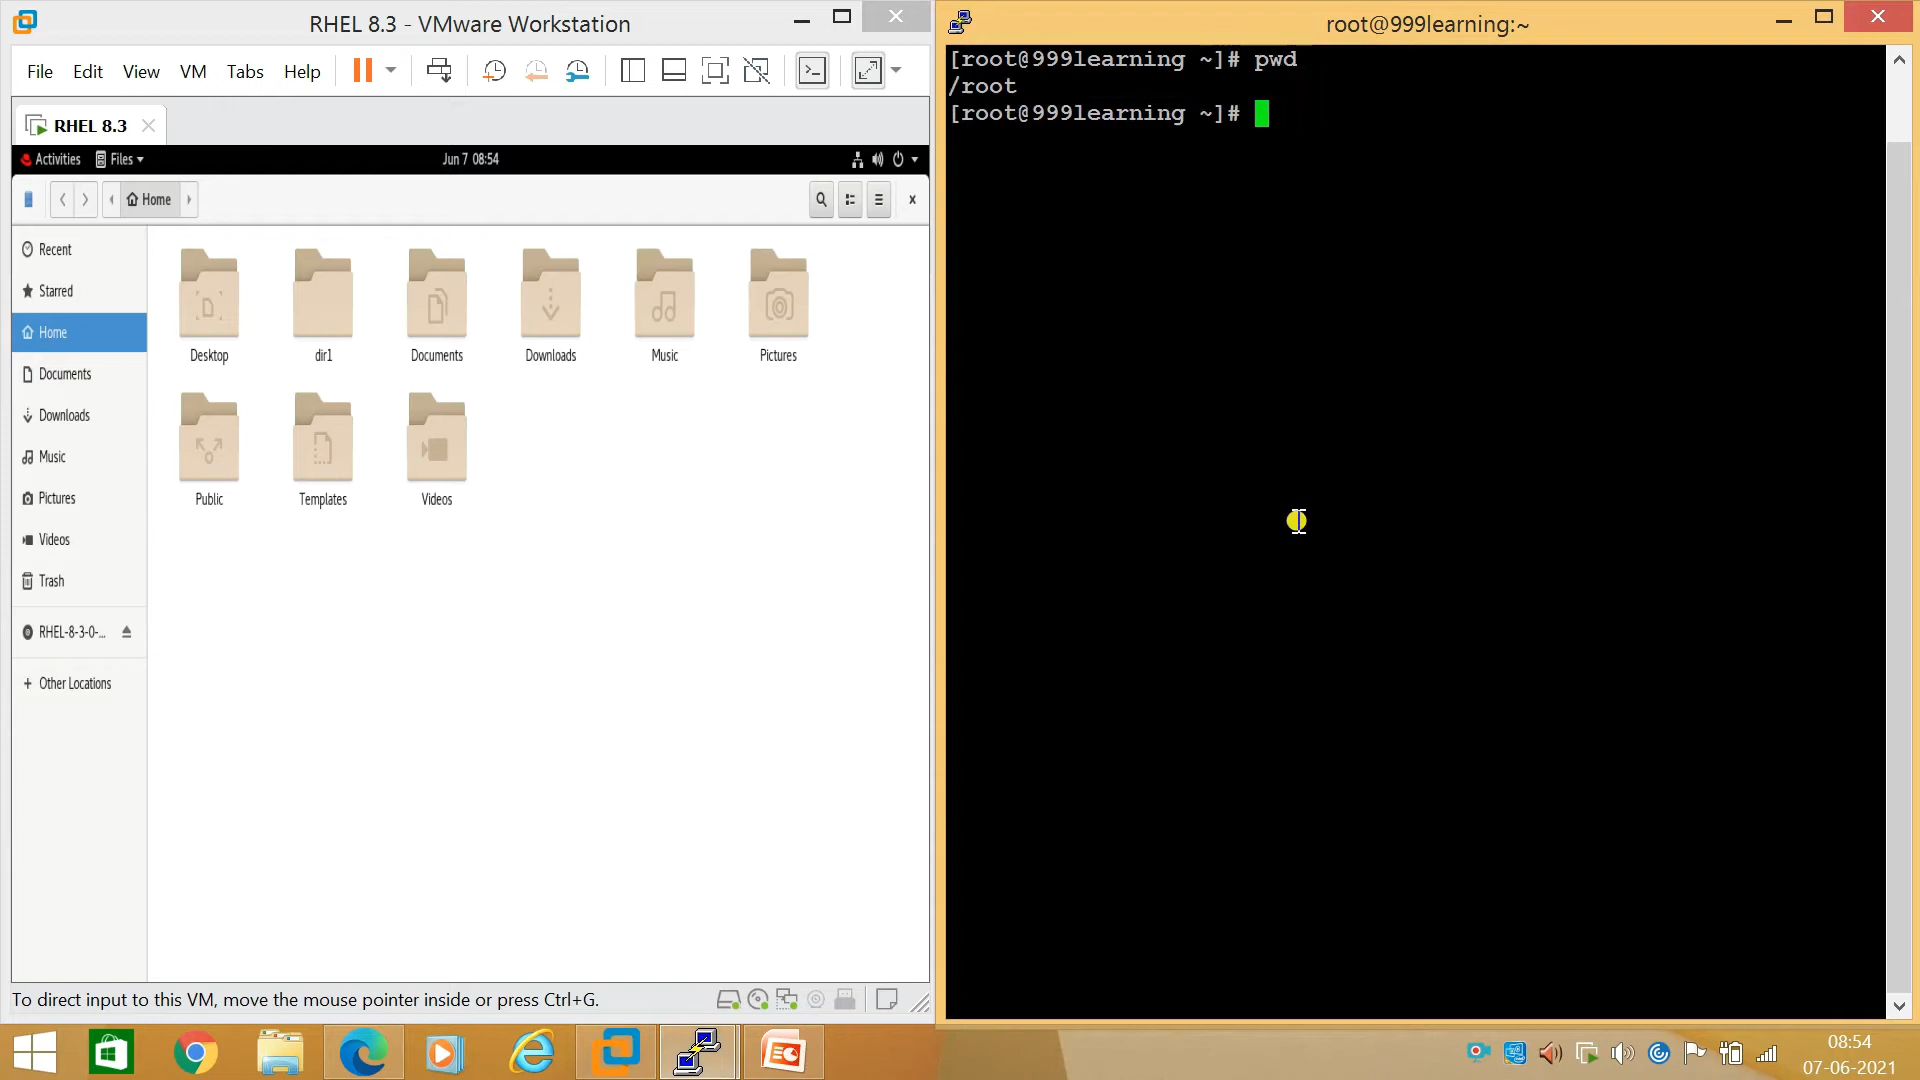 RHEL 8.3 - VMware Workstation
File Edit View VM Tabs Help
RHEL 8.3
Activities Files Jun 7 08:54
Home
Recent
Starred
Home
Documents
Downloads
Music
Pictures
Videos
Trash
RHEL-8-3-0-...
+ Other Locations
Desktop dir1 Documents Downloads Music Pictures
Public Templates Videos
To direct input to this VM, move the mouse pointer inside or press Ctrl+G.
root@999learning:~
[root@999learning ~]# pwd
/root
[root@999learning ~]#
08:54
07-06-2021